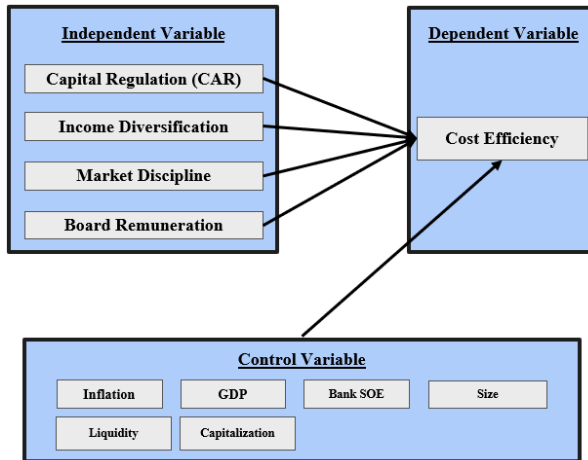 Independent Variable
Capital Regulation (CAR)
Income Diversification
Market Discipline
Board Remuneration
Dependent Variable
Cost Efficiency
Control Variable
Inflation
GDP
Bank SOE
Size
Liquidity
Capitalization